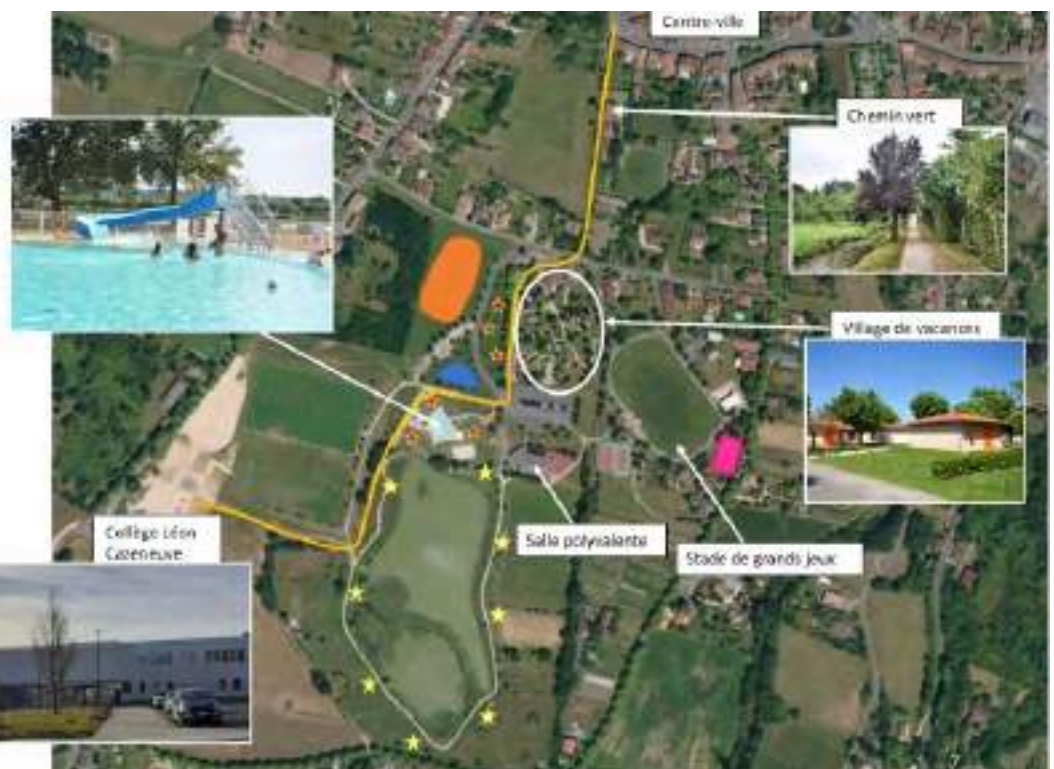 Centre-ville
Chemin vert
Village de vacances
Collège Léon
Cazeneuve
Salle polyvalente
Stade de grands jeux